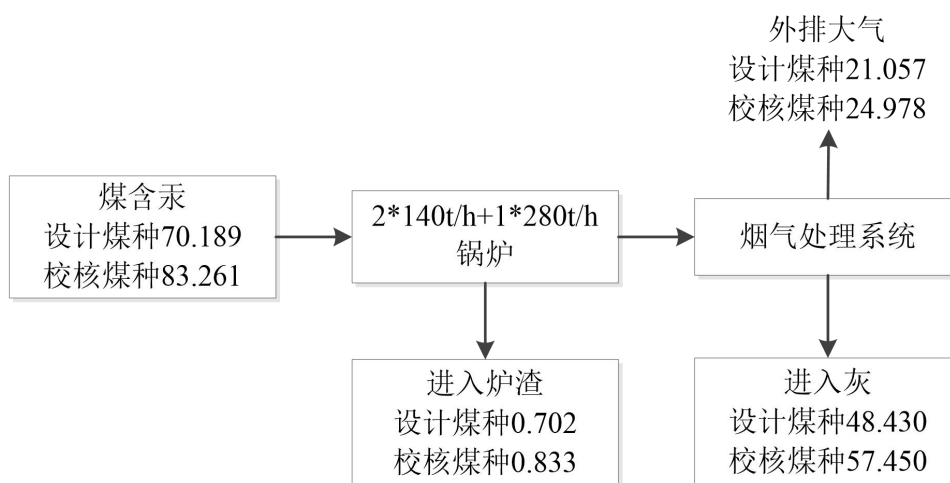 外排大气
设计煤种21.057
校核煤种24.978
煤含汞
设计煤种70.189
校核煤种83.261
2*140t/h+1*280t/h
锅炉
烟气处理系统
进入炉渣
设计煤种0.702
校核煤种0.833
进入灰
设计煤种48.430
校核煤种57.450